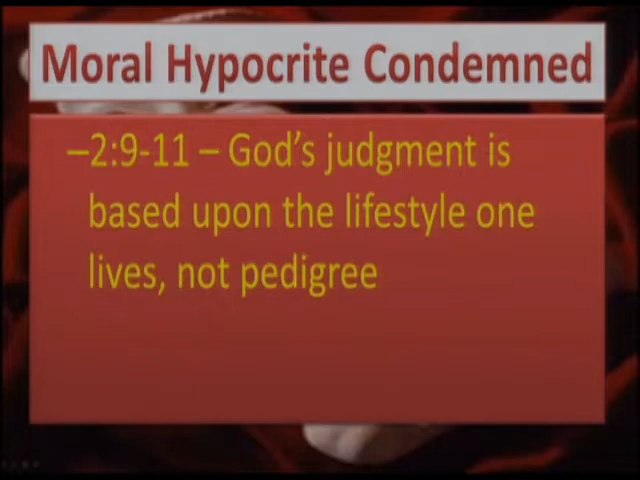 Moral Hypocrite Condemned
–2:9-11 – God's judgment is
based upon the lifestyle one
lives, not pedigree